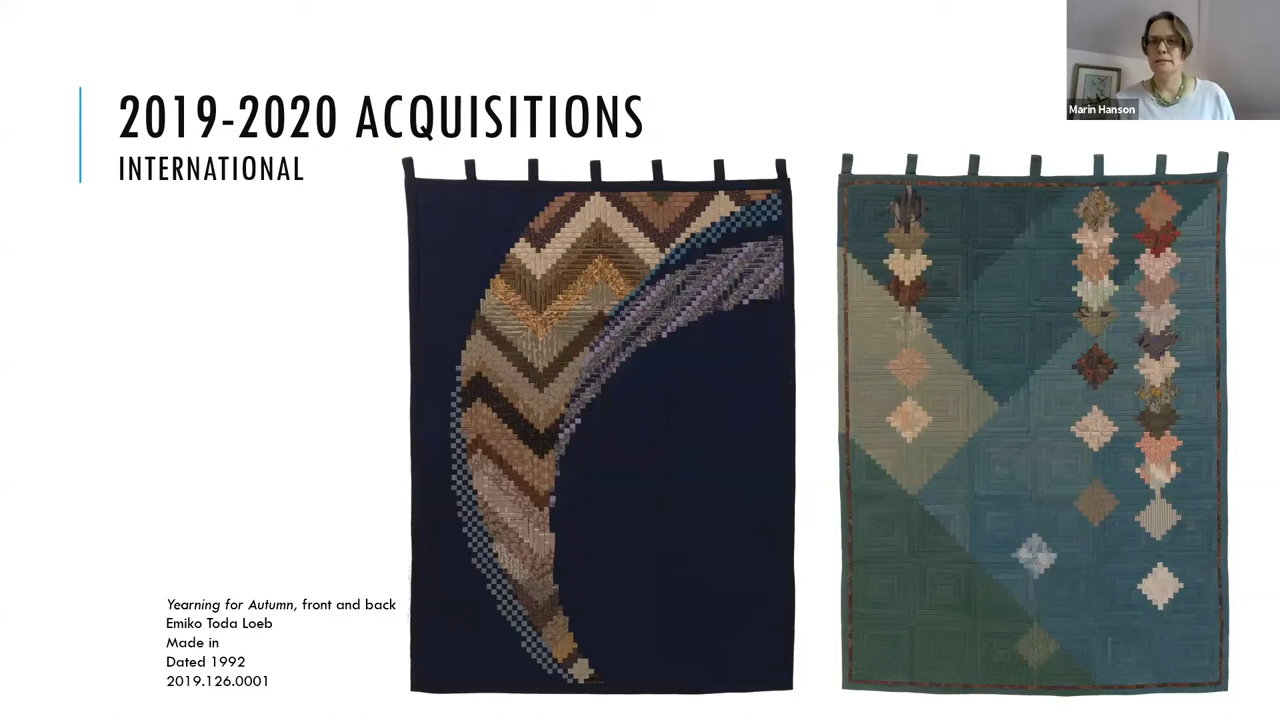 2019-2020 ACQUISITIONS
INTERNATIONAL
Marin Hanson
Yearning for Autumn, front and back
Emiko Toda Loeb
Made in
Dated 1992
2019.126.0001